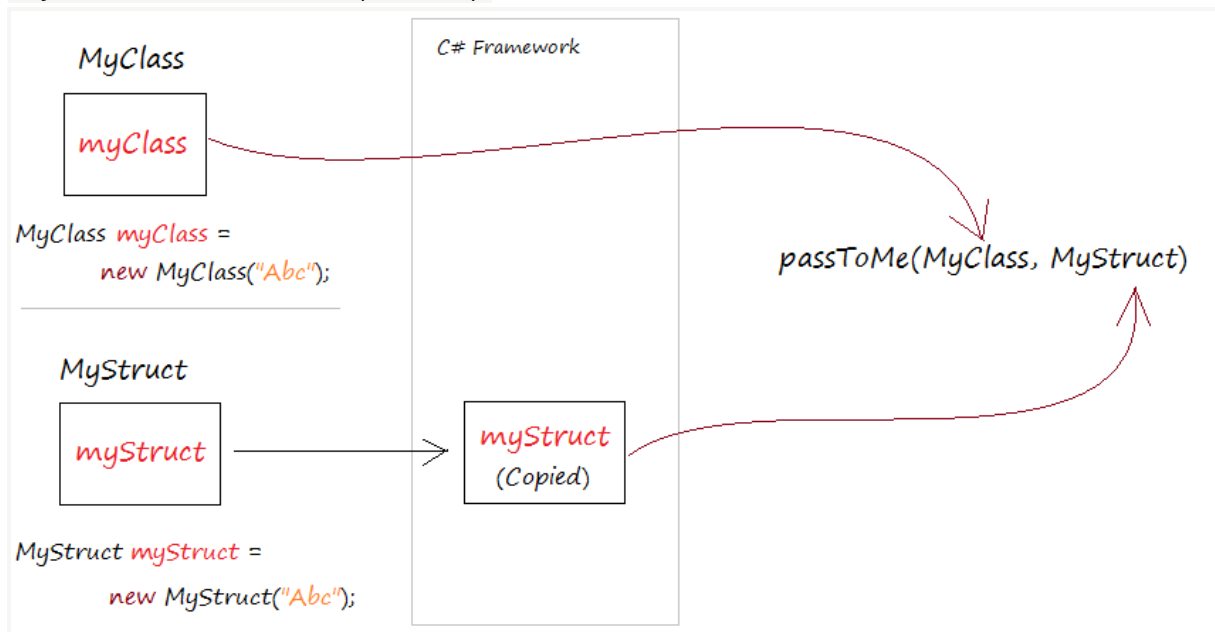 MyClass
C# Framework
myClass
MyClass myClass =
new MyClass("Abc");
passToMe(MyClass, MyStruct)
MyStruct
myStruct
myStruct
(Copied)
MyStruct myStruct =
new MyStruct("Abc");